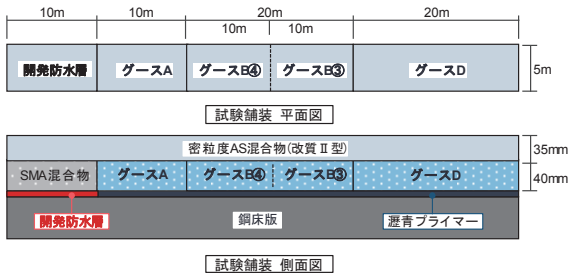 10m 10m 20m 20m
10m 10m
開発防水層 グースA グースB④ グースB③ グースD
5m
試験舗装 平面図
密粒度AS混合物(改質Ⅱ型) 35mm
SMA混合物 グースA グースB④ グースB③ グースD 40mm
開発防水層 鋼床版 瀝青プライマー
試験舗装 側面図